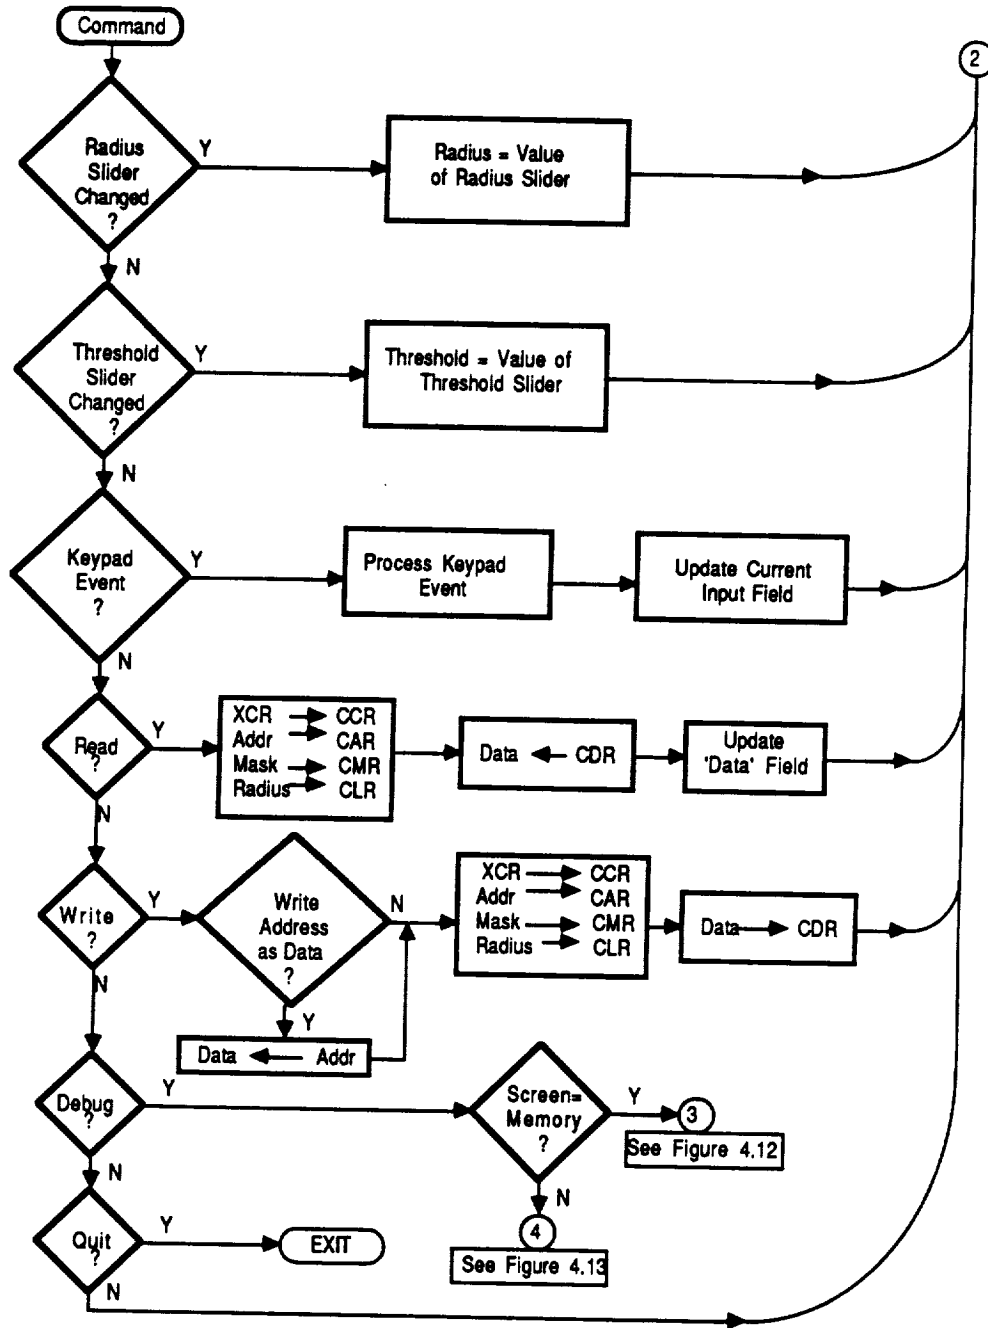 Command
2
Radius
Slider
Changed
?
Y
Radius = Value
of Radius Slider
N
Threshold
Slider
Changed
?
Y
Threshold = Value of
Threshold Slider
N
Keypad
Event
?
Y
Process Keypad
Event
Update Current
Input Field
N
Read
?
Y
XCR → CCR
Addr → CAR
Mask → CMR
Radius → CLR
Data ← CDR
Update
'Data' Field
N
Write
?
Y
Write
Address
as Data
?
N
XCR → CCR
Addr → CAR
Mask → CMR
Radius → CLR
Data → CDR
Y
Data ← Addr
N
Debug
?
Y
Screen=
Memory
?
Y
3
See Figure 4.12
N
4
See Figure 4.13
N
Quit
?
Y
EXIT
N